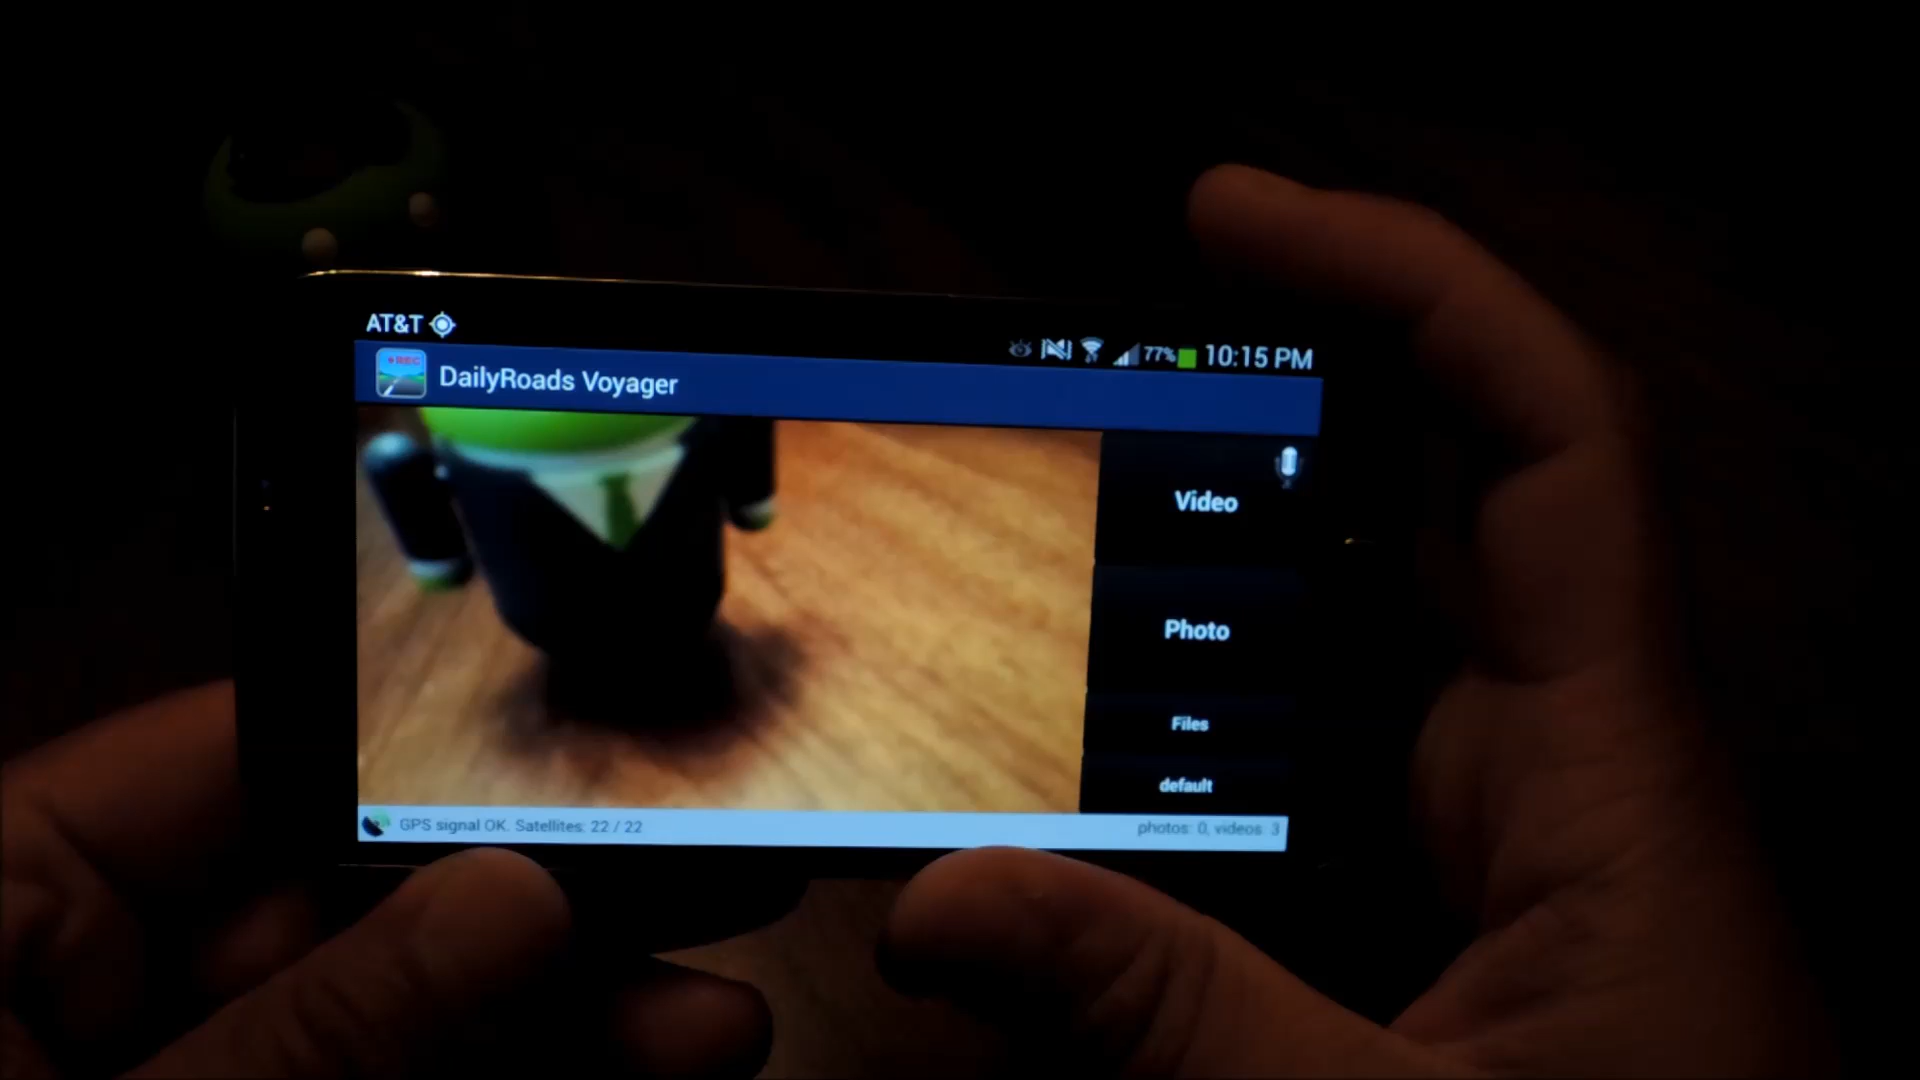 AT&T
77% 10:15 PM
REC
DailyRoads Voyager
Video
Photo
Files
default
GPS signal OK. Satellites: 22 / 22
photos: 0, videos: 3